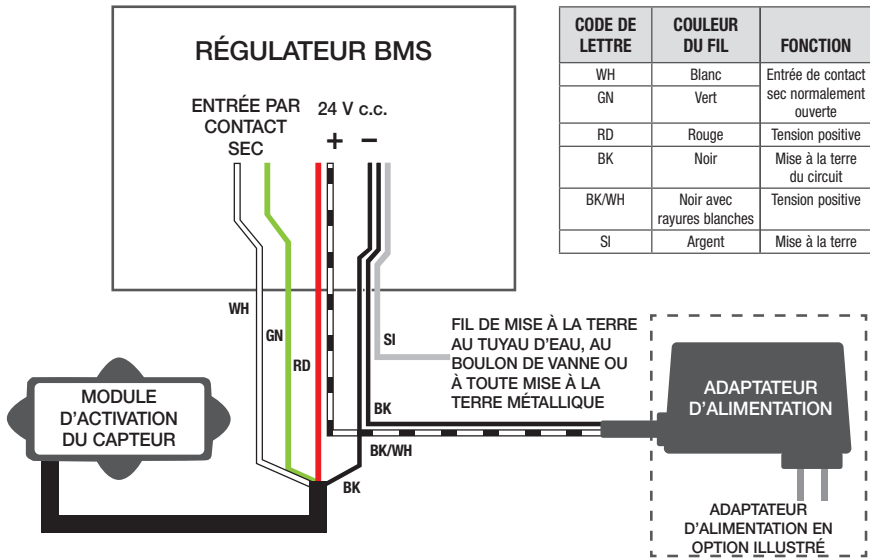 RÉGULATEUR BMS
ENTRÉE PAR
CONTACT
SEC
24 V c.c.
+ –
WH
GN
RD
SI
BK
BK/WH
BK
MODULE
D'ACTIVATION
DU CAPTEUR
FIL DE MISE À LA TERRE
AU TUYAU D'EAU, AU
BOULON DE VANNE OU
À TOUTE MISE À LA
TERRE MÉTALLIQUE
ADAPTATEUR
D'ALIMENTATION
ADAPTATEUR
D'ALIMENTATION EN
OPTION ILLUSTRÉ
CODE DE
LETTRE
COULEUR
DU FIL
FONCTION
WH
Blanc
Entrée de contact
sec normalement
ouverte
GN
Vert
RD
Rouge
Tension positive
BK
Noir
Mise à la terre
du circuit
BK/WH
Noir avec
rayures blanches
Tension positive
SI
Argent
Mise à la terre